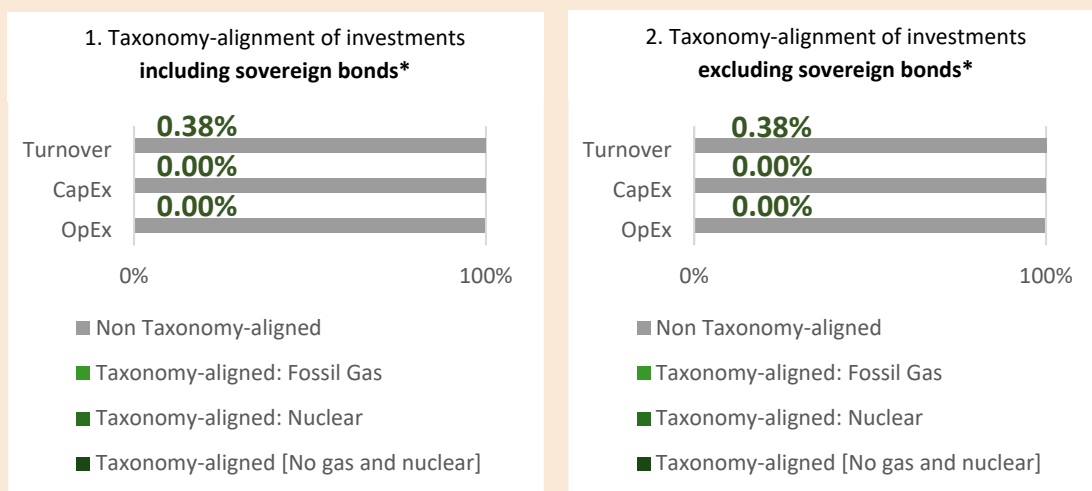 1. Taxonomy-alignment of investments
including sovereign bonds*
0.38%
Turnover
0.00%
CapEx
0.00%
OpEx
0%
100%
Non Taxonomy-aligned
Taxonomy-aligned: Fossil Gas
Taxonomy-aligned: Nuclear
Taxonomy-aligned [No gas and nuclear]
2. Taxonomy-alignment of investments
excluding sovereign bonds*
0.38%
Turnover
0.00%
CapEx
0.00%
OpEx
0%
100%
Non Taxonomy-aligned
Taxonomy-aligned: Fossil Gas
Taxonomy-aligned: Nuclear
Taxonomy-aligned [No gas and nuclear]